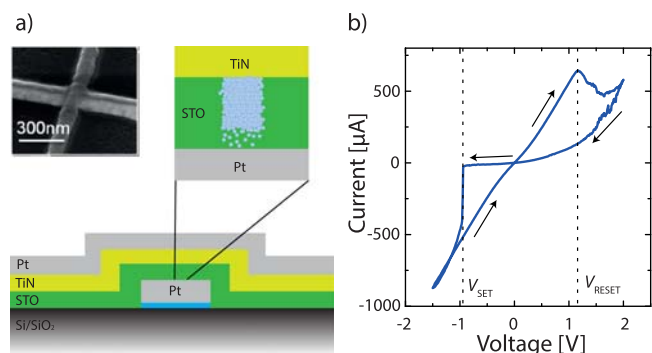 a)
300nm
TiN
STO
Pt
Pt
TiN
STO
Si/SiO₂
Pt
b)
Current [µA]
500
0
-500
-1000
-2
-1
0
1
2
V_SET
V_RESET
Voltage [V]